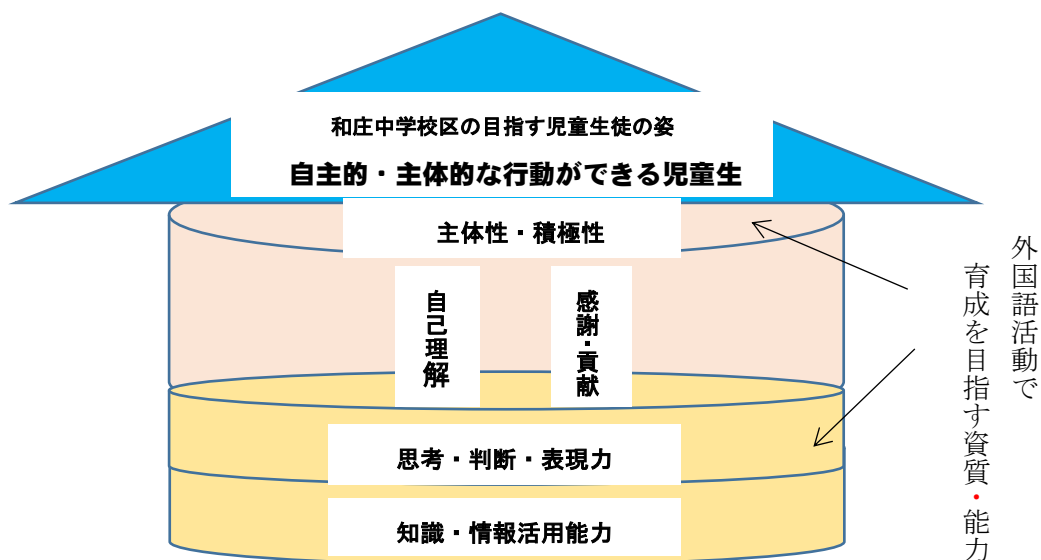 和庄中学校区の目指す児童生徒の姿
自主的・主体的な行動ができる児童生
主体性・積極性
自己理解
感謝・貢献
思考・判断・表現力
知識・情報活用能力
外国語活動で
育成を目指す資質・能力